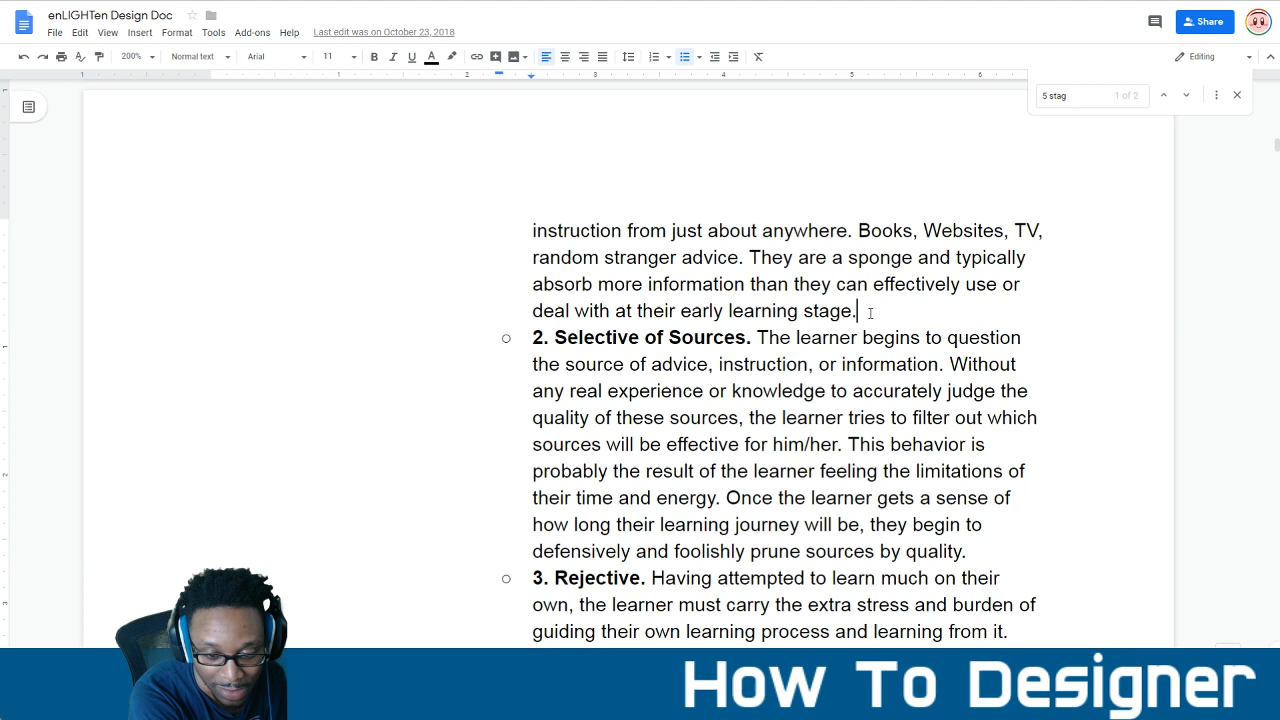 enLIGHTen Design Doc
File Edit View Insert Format Tools Add-ons Help Last edit was on October 23, 2018
Share
200% Normal text Arial 11 Editing
1 1 2 3 4 5 6
5 stag 1 of 2
instruction from just about anywhere. Books, Websites, TV,
random stranger advice. They are a sponge and typically
absorb more information than they can effectively use or
deal with at their early learning stage.
2. Selective of Sources. The learner begins to question
the source of advice, instruction, or information. Without
any real experience or knowledge to accurately judge the
quality of these sources, the learner tries to filter out which
sources will be effective for him/her. This behavior is
probably the result of the learner feeling the limitations of
their time and energy. Once the learner gets a sense of
how long their learning journey will be, they begin to
defensively and foolishly prune sources by quality.
3. Rejective. Having attempted to learn much on their
own, the learner must carry the extra stress and burden of
guiding their own learning process and learning from it.
How To Designer